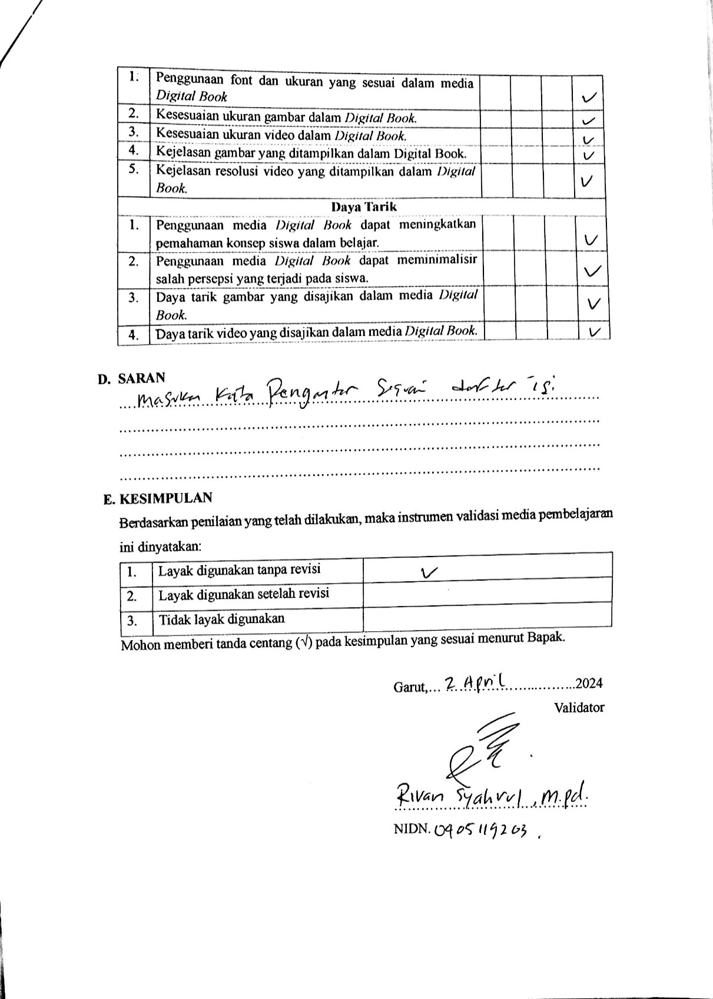 1. Penggunaan font dan ukuran yang sesuai dalam media
Digital Book ✓
2. Kesesuaian ukuran gambar dalam Digital Book. ✓
3. Kesesuaian ukuran video dalam Digital Book. ✓
4. Kejelasan gambar yang ditampilkan dalam Digital Book. ✓
5. Kejelasan resolusi video yang ditampilkan dalam Digital
Book. ✓
Daya Tarik
1. Penggunaan media Digital Book dapat meningkatkan
pemahaman konsep siswa dalam belajar. ✓
2. Penggunaan media Digital Book dapat meminimalisir
salah persepsi yang terjadi pada siswa. ✓
3. Daya tarik gambar yang disajikan dalam media Digital
Book. ✓
4. Daya tarik video yang disajikan dalam media Digital Book. ✓
D. SARAN
Masukan Kata Pengantar Sesuai daftar isi
E. KESIMPULAN
Berdasarkan penilaian yang telah dilakukan, maka instrumen validasi media pembelajaran
ini dinyatakan:
1. Layak digunakan tanpa revisi ✓
2. Layak digunakan setelah revisi
3. Tidak layak digunakan
Mohon memberi tanda centang (√) pada kesimpulan yang sesuai menurut Bapak.
Garut,... 2 April ...2024
Validator
Rivan Syahrul, M.Pd.
NIDN. 0405119203.